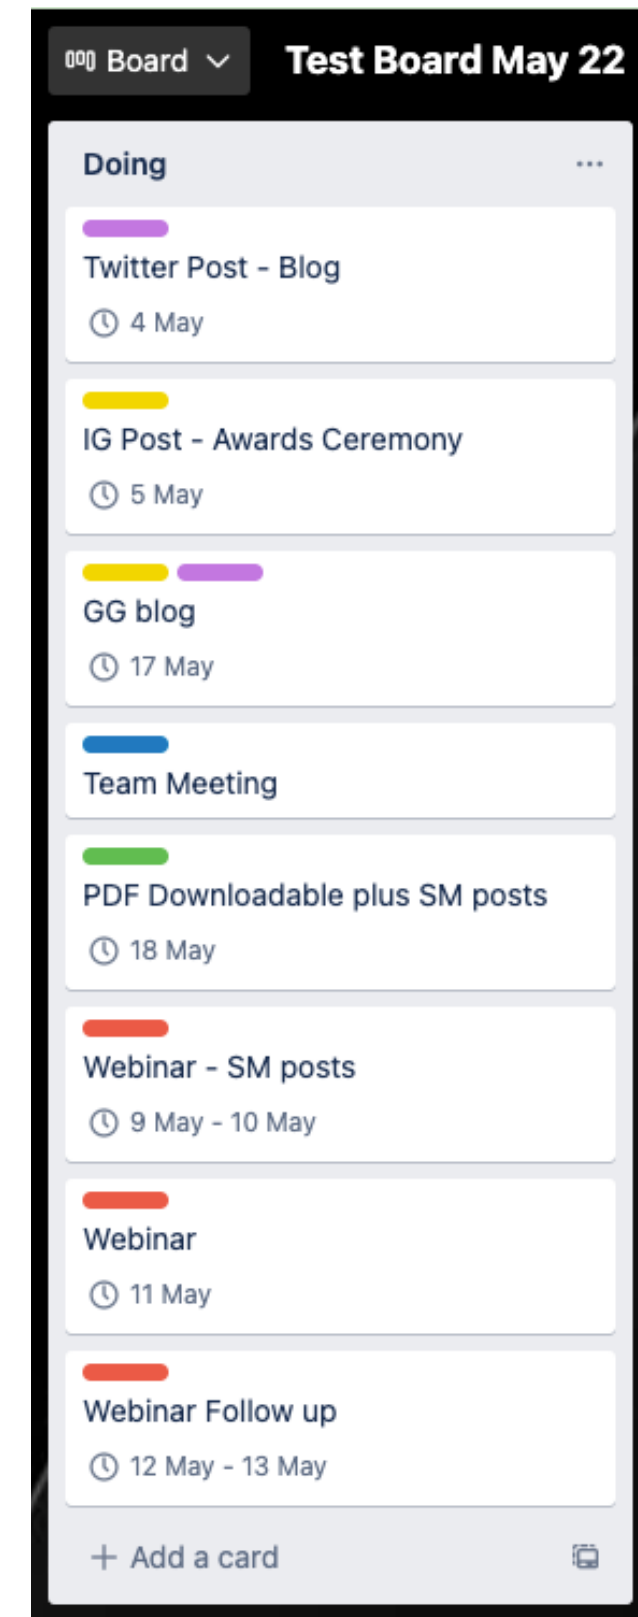 Board Test Board May 22
Doing
Twitter Post - Blog
4 May
IG Post - Awards Ceremony
5 May
GG blog
17 May
Team Meeting
PDF Downloadable plus SM posts
18 May
Webinar - SM posts
9 May - 10 May
Webinar
11 May
Webinar Follow up
12 May - 13 May
+ Add a card